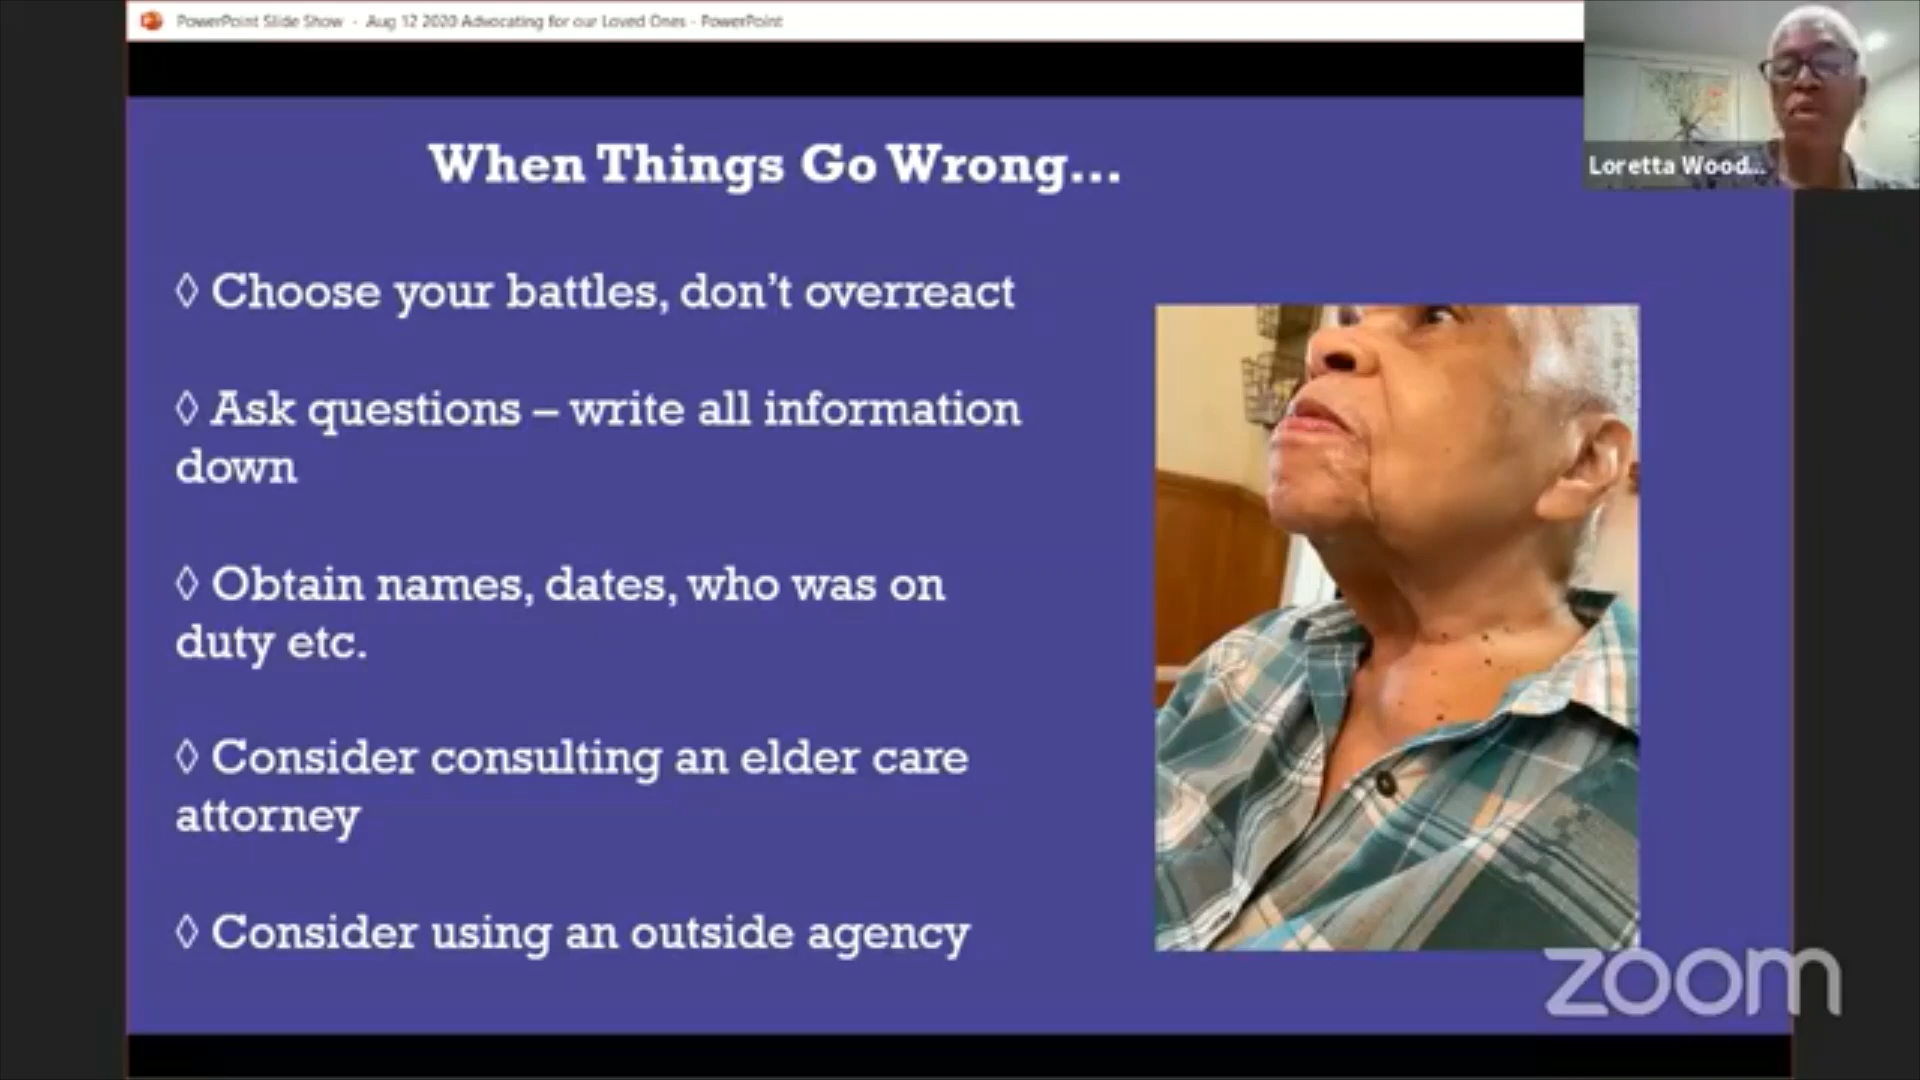 PowerPoint Slide Show - Aug 12 2020 Advocating for our Loved Ones - PowerPoint
Loretta Wood...
When Things Go Wrong...
◊ Choose your battles, don't overreact
◊ Ask questions – write all information
down
◊ Obtain names, dates, who was on
duty etc.
◊ Consider consulting an elder care
attorney
◊ Consider using an outside agency
zoom